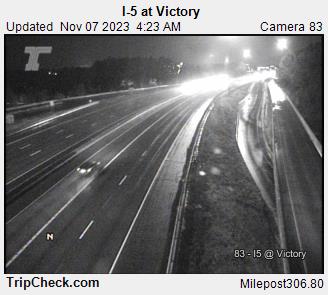 I-5 at Victory
Updated Nov 07 2023 4:23 AM Camera 83
T
N
83 - I5 @ Victory
TripCheck.com Milepost306.80